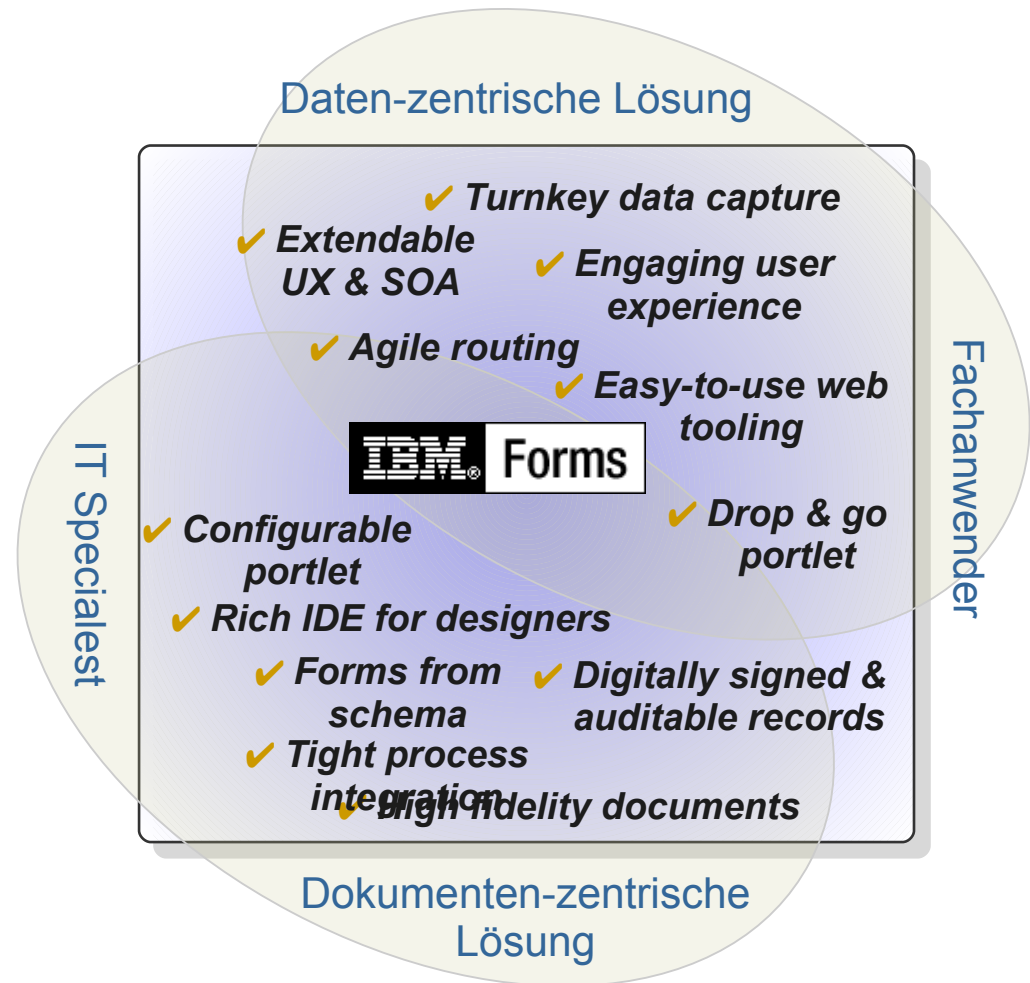 Daten-zentrische Lösung
✔ Turnkey data capture
✔ Extendable
UX & SOA
✔ Engaging user
experience
✔ Agile routing
✔ Easy-to-use web
tooling
Fachanwender
IT Specialest
IBM® Forms
✔ Configurable
portlet
✔ Drop & go
portlet
✔ Rich IDE for designers
✔ Forms from
schema
✔ Digitally signed &
auditable records
✔ Tight process
integration
✔ High fidelity documents
Dokumenten-zentrische
Lösung